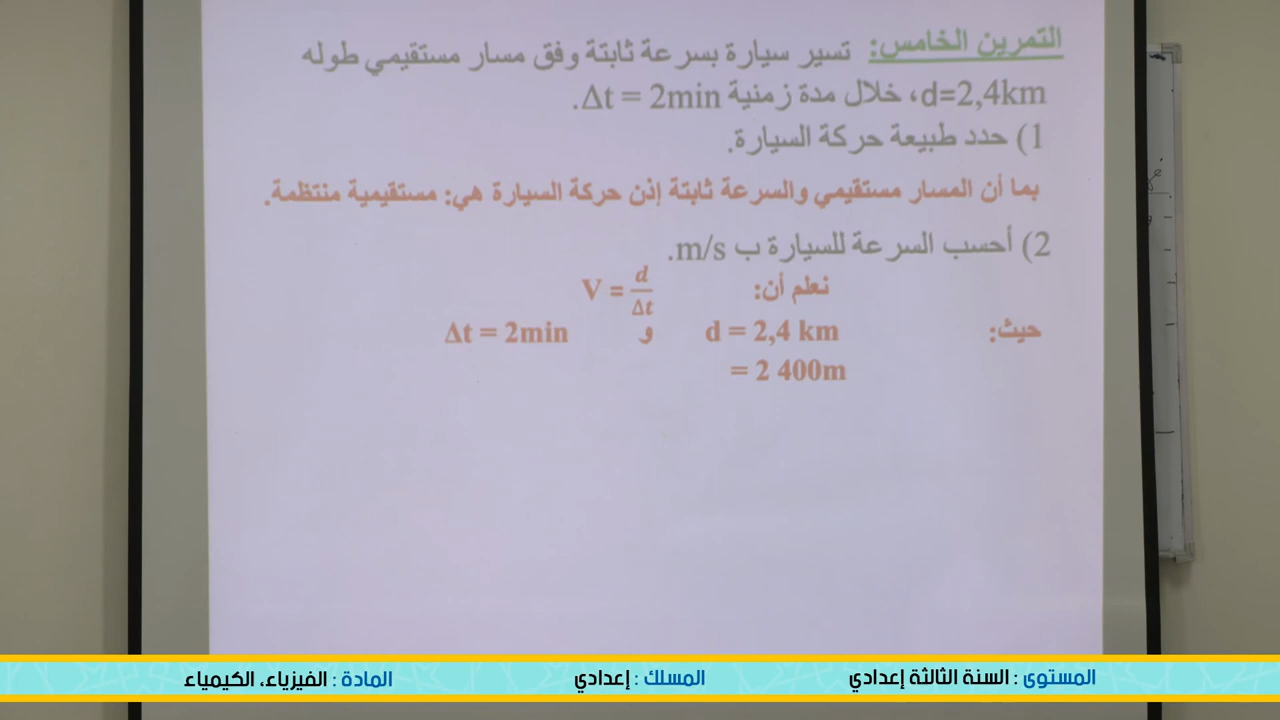 التمرين الخامس: تسير سيارة بسرعة ثابتة وفق مسار مستقيمي طوله
d=2,4km، خلال مدة زمنية Δt = 2min.
1) حدد طبيعة حركة السيارة.
بما أن المسار مستقيمي والسرعة ثابتة إذن حركة السيارة هي: مستقيمية منتظمة.
2) أحسب السرعة للسيارة ب m/s.
نعلم أن: V = d/Δt
حيث: d = 2,4 km و Δt = 2min
= 2 400m
المستوى : السنة الثالثة إعدادي المسلك : إعدادي المادة : الفيزياء، الكيمياء